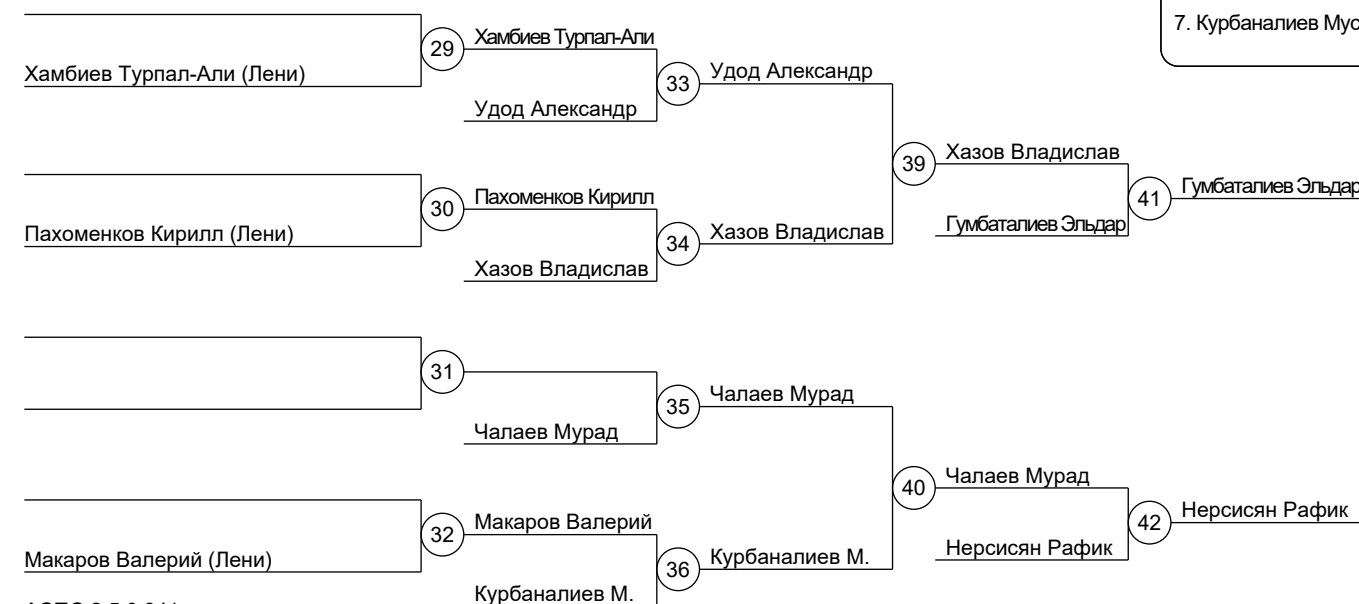 7. Курбаналиев Мус
29
Хамбиев Турпал-Али
Хамбиев Турпал-Али (Лени)
33
Удод Александр
Удод Александр
39
Хазов Владислав
30
Пахоменков Кирилл
41
Гумбаталиев Эльдар
Пахоменков Кирилл (Лени)
34
Хазов Владислав
Гумбаталиев Эльдар
Хазов Владислав
31
35
Чалаев Мурад
Чалаев Мурад
40
Чалаев Мурад
32
Макаров Валерий
42
Нерсисян Рафик
Макаров Валерий (Лени)
36
Курбаналиев М.
Нерсисян Рафик
Курбаналиев М.